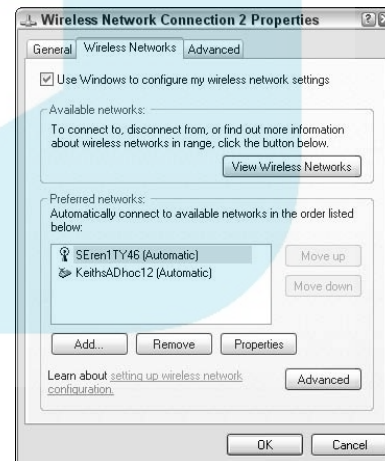 Wireless Network Connection 2 Properties
General Wireless Networks Advanced
Use Windows to configure my wireless network settings
Available networks:
To connect to, disconnect from, or find out more information
about wireless networks in range, click the button below.
View Wireless Networks
Preferred networks:
Automatically connect to available networks in the order listed
below:
SEren1TY46 (Automatic)
KeithsADhoc12 (Automatic)
Move up
Move down
Add... Remove Properties
Learn about setting up wireless network
configuration.
Advanced
OK Cancel